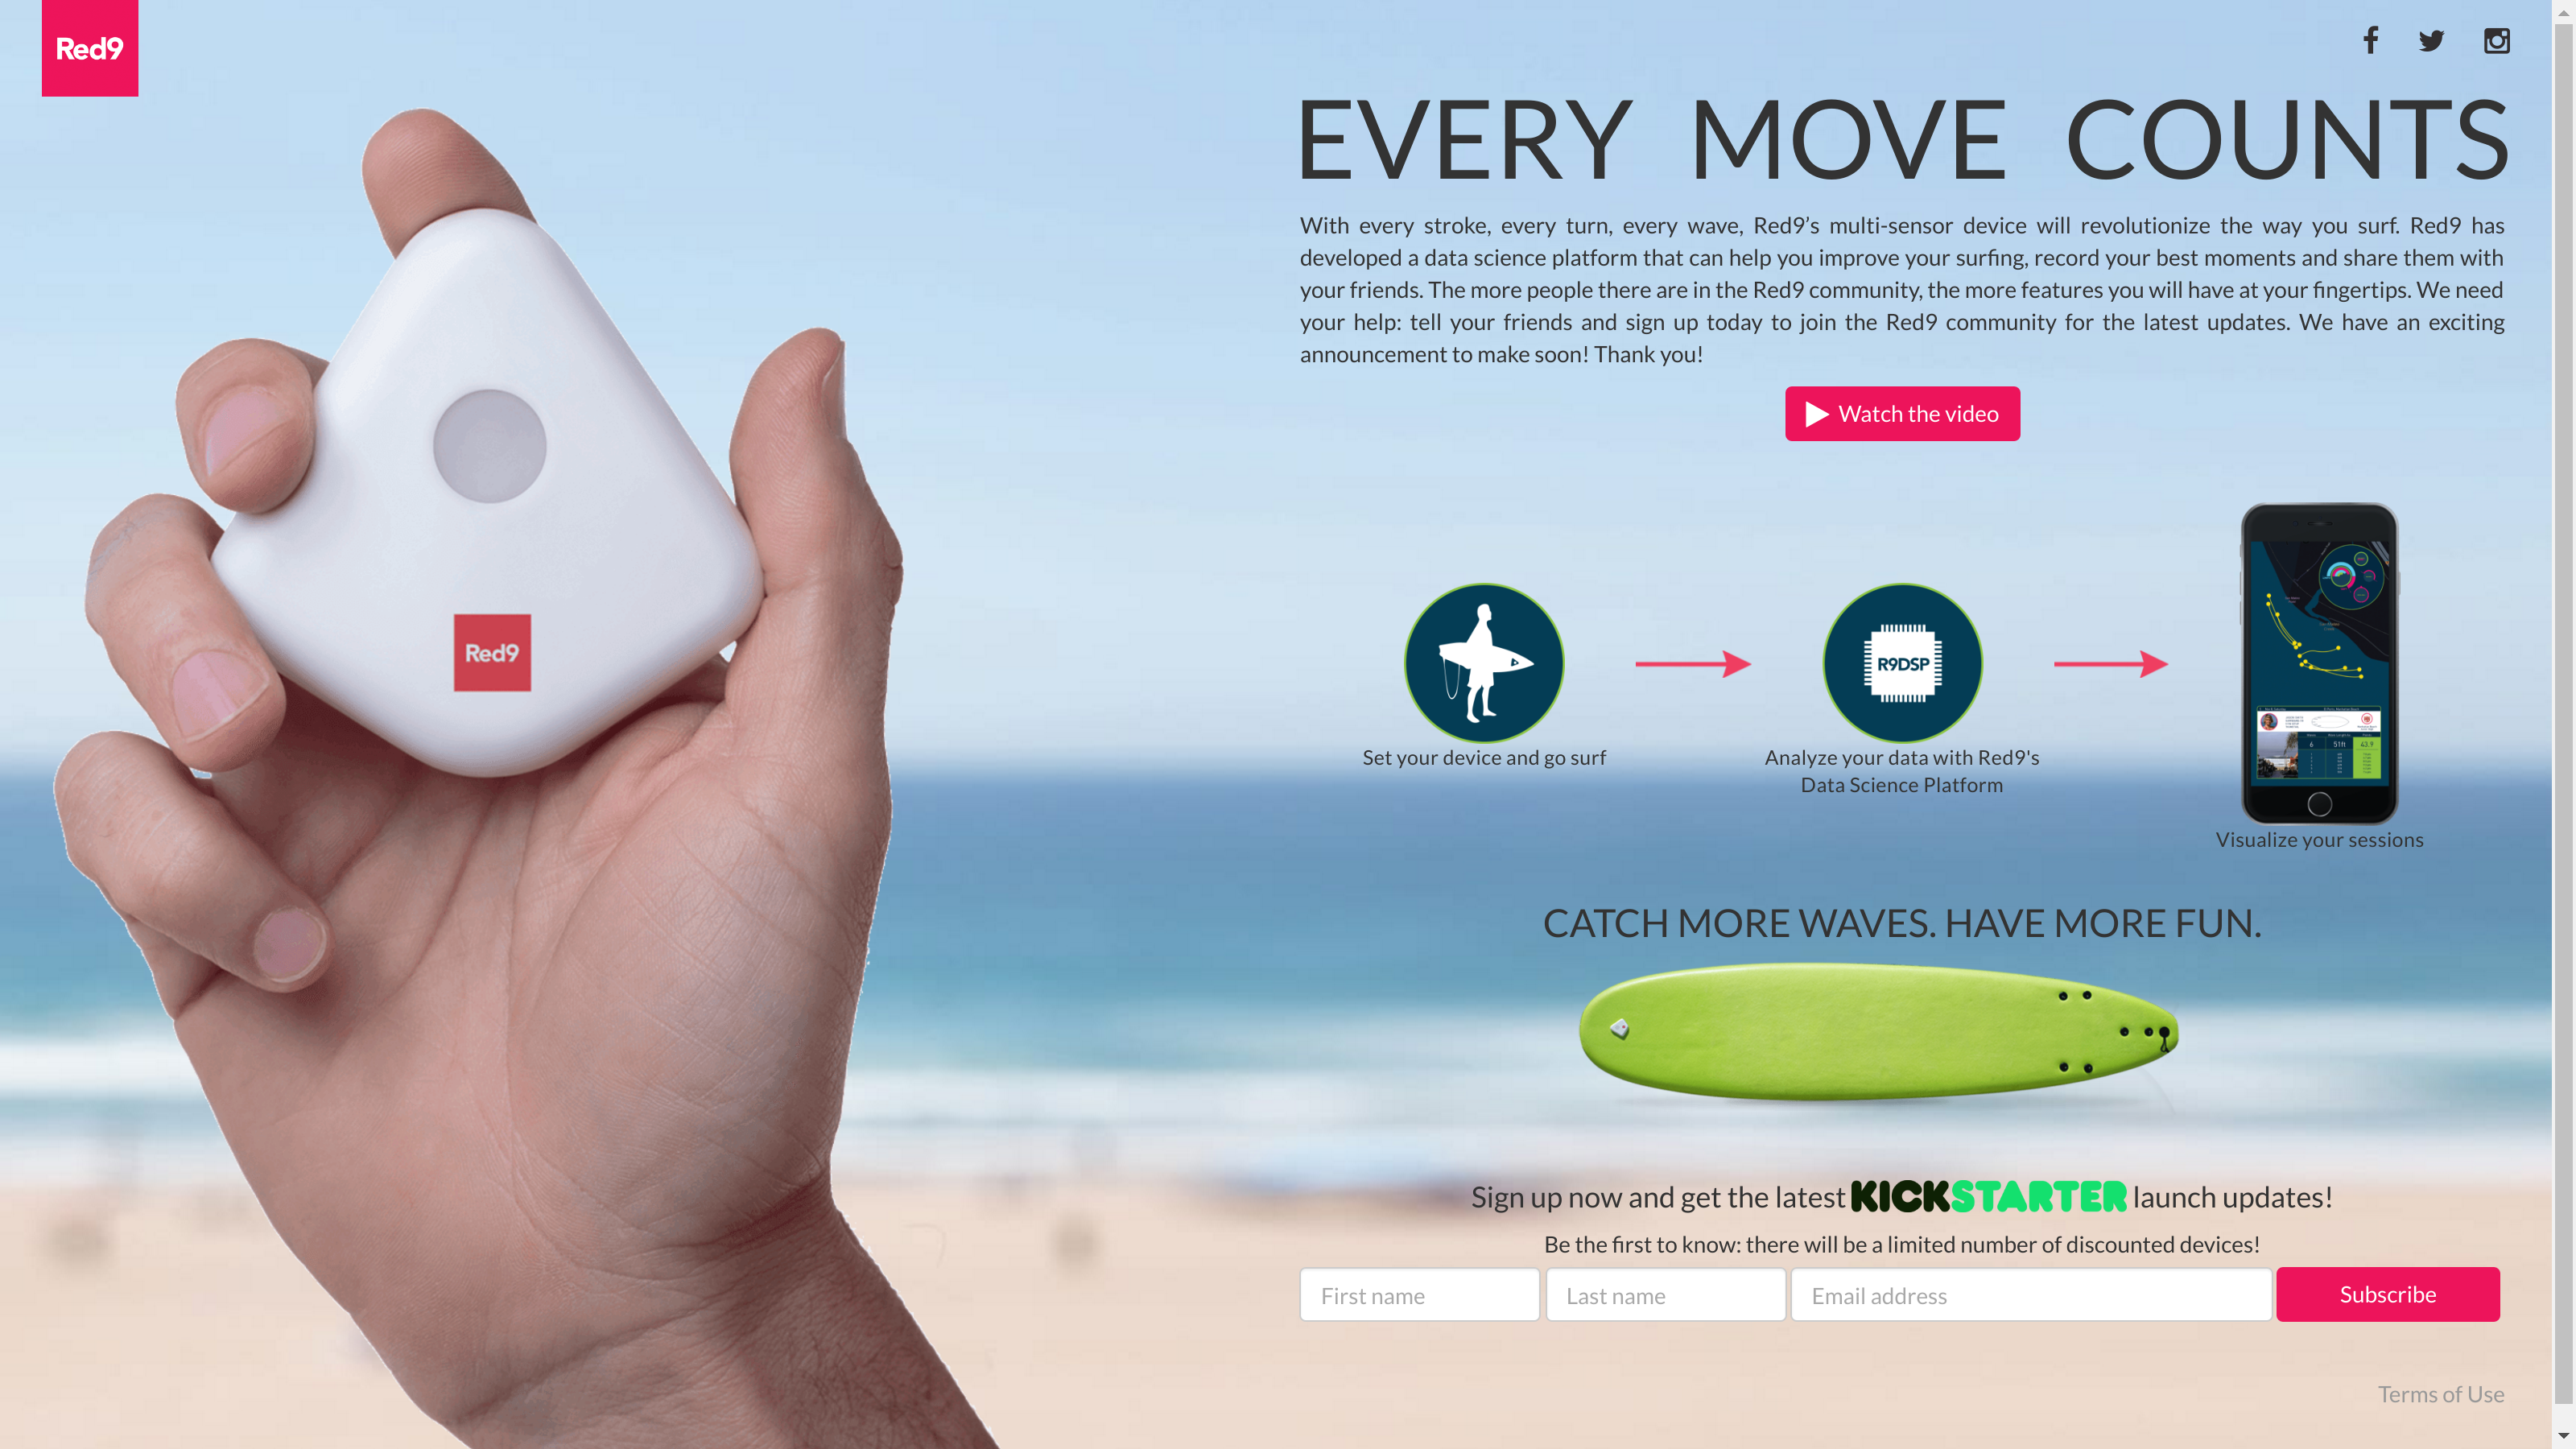 Red9
EVERY MOVE COUNTS
With every stroke, every turn, every wave, Red9's multi-sensor device will revolutionize the way you surf. Red9 has
developed a data science platform that can help you improve your surfing, record your best moments and share them with
your friends. The more people there are in the Red9 community, the more features you will have at your fingertips. We need
your help: tell your friends and sign up today to join the Red9 community for the latest updates. We have an exciting
announcement to make soon! Thank you!
Watch the video
Red9
R9DSP
6 51ft 43.9
Set your device and go surf
Analyze your data with Red9's
Data Science Platform
Visualize your sessions
CATCH MORE WAVES. HAVE MORE FUN.
Sign up now and get the latest KICKSTARTER launch updates!
Be the first to know: there will be a limited number of discounted devices!
First name
Last name
Email address
Subscribe
Terms of Use